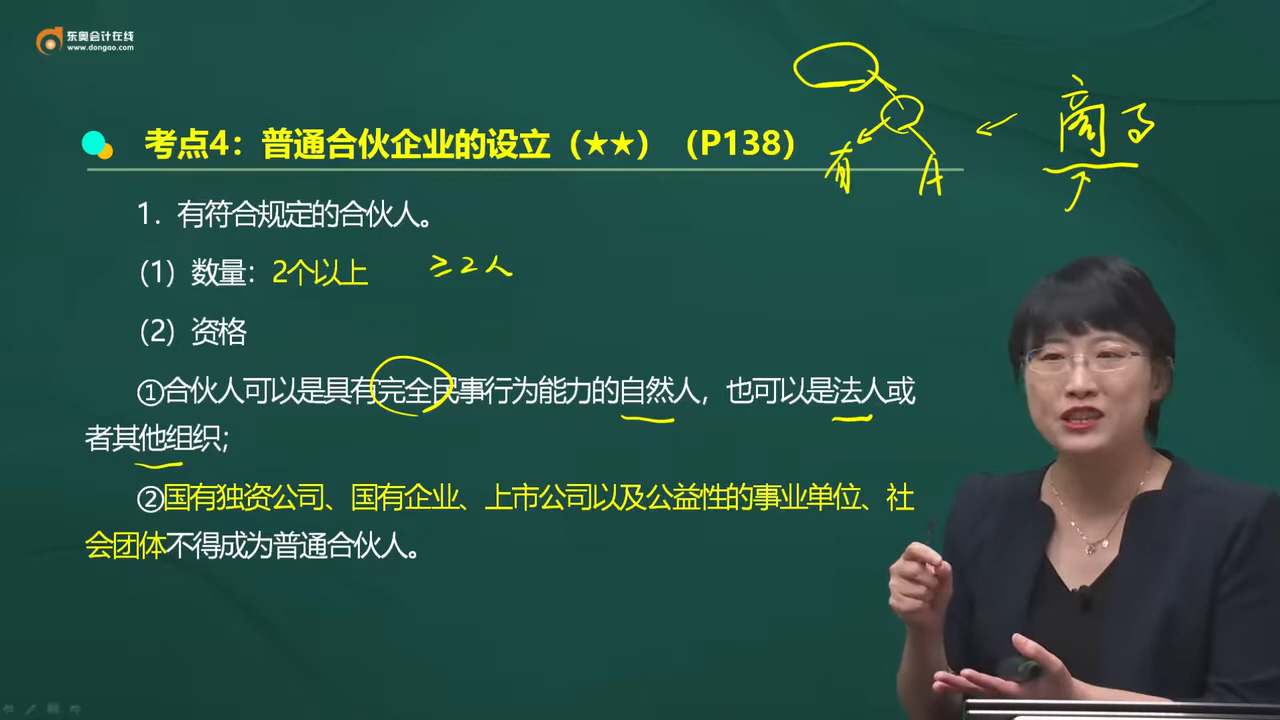 东奥会计在线
www.dongao.com
考点4：普通合伙企业的设立（★★）（P138）
1．有符合规定的合伙人。
（1）数量：2个以上 ≥2人
（2）资格
①合伙人可以是具有完全民事行为能力的自然人，也可以是法人或
者其他组织；
②国有独资公司、国有企业、上市公司以及公益性的事业单位、社
会团体不得成为普通合伙人。
有 A